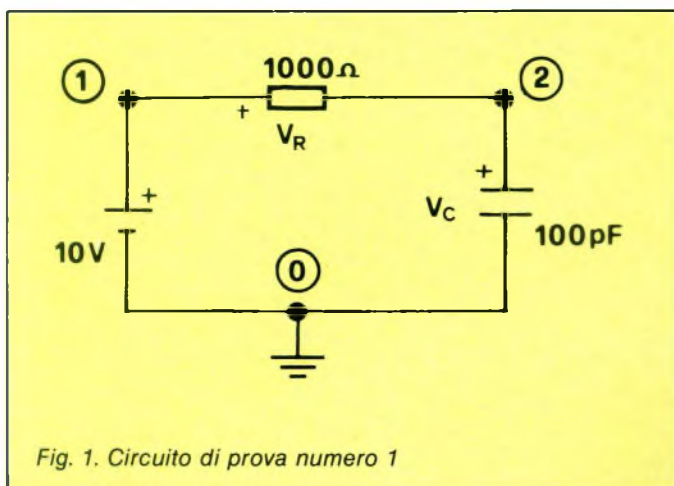 1
1000Ω
2
+
V_R
+
10V
+
V_C
100pF
0
Fig. 1. Circuito di prova numero 1